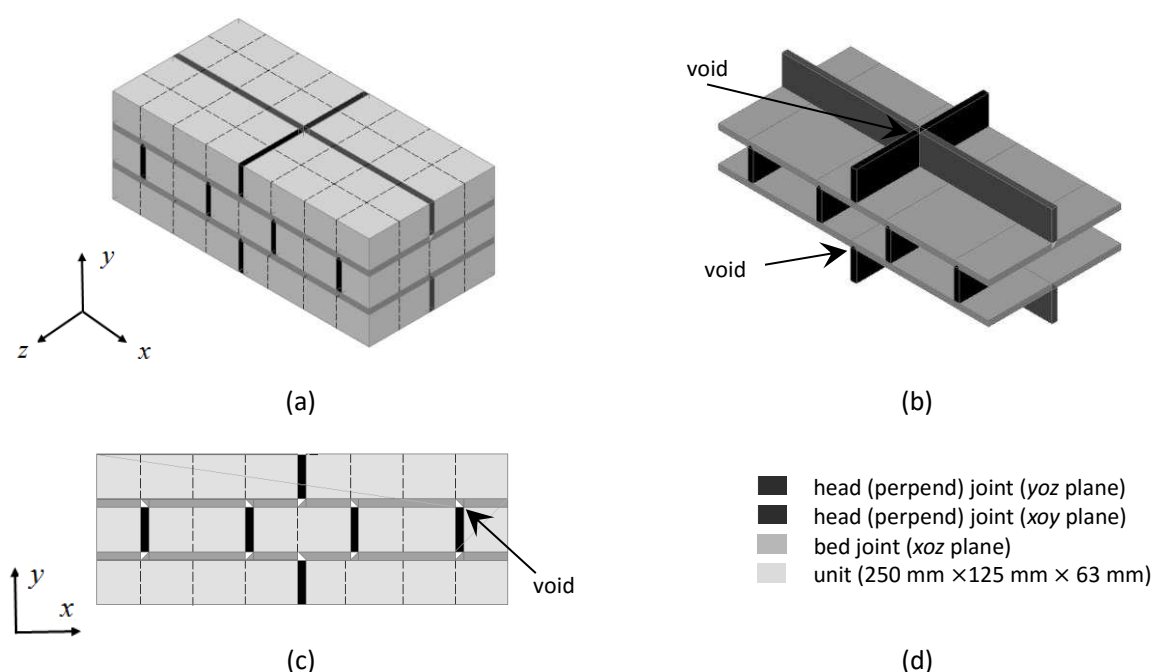 void
void
y
z
x
(a)
(b)
void
y
x
(c)
head (perpend) joint (yoz plane)
head (perpend) joint (xoy plane)
bed joint (xoz plane)
unit (250 mm ×125 mm × 63 mm)
(d)